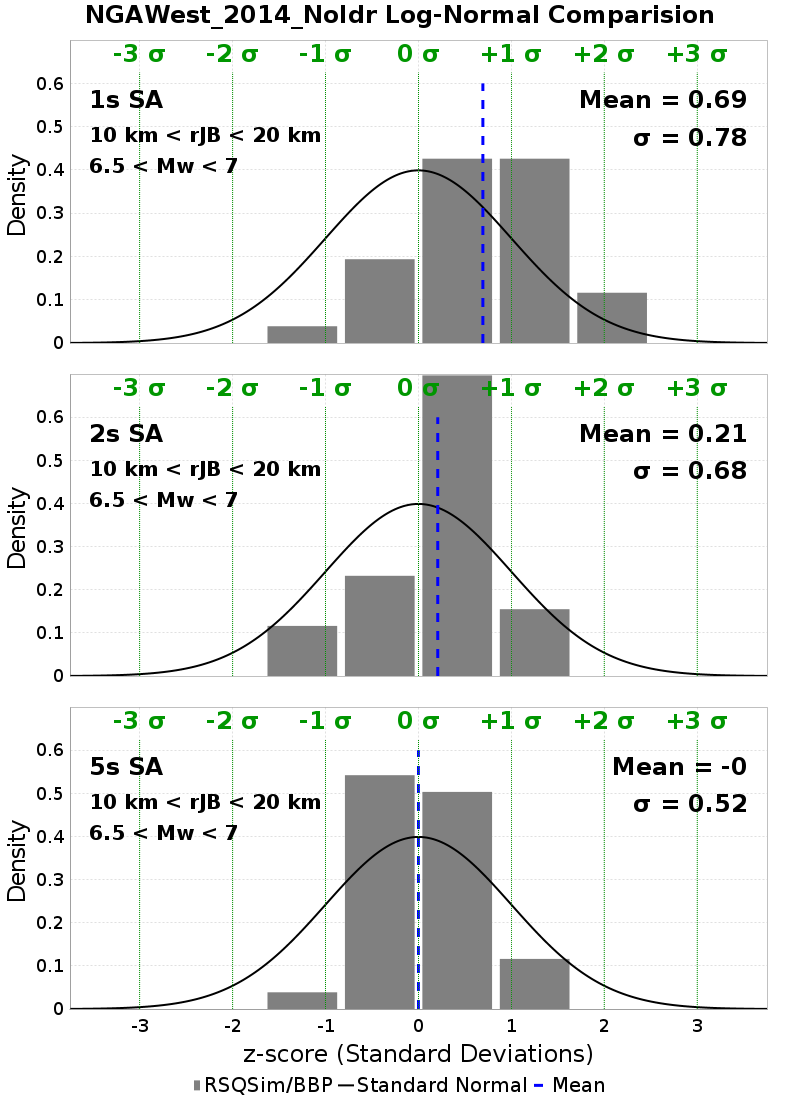 NGAWest_2014_NoIdr Log-Normal Comparision
-3 σ -2 σ -1 σ 0 σ +1 σ +2 σ +3 σ
1s SA
10 km < rJB < 20 km
6.5 < Mw < 7
Mean = 0.69
σ = 0.78
Density
0.6
0.5
0.4
0.3
0.2
0.1
0
-3 σ -2 σ -1 σ 0 σ +1 σ +2 σ +3 σ
2s SA
10 km < rJB < 20 km
6.5 < Mw < 7
Mean = 0.21
σ = 0.68
Density
0.6
0.5
0.4
0.3
0.2
0.1
0
-3 σ -2 σ -1 σ 0 σ +1 σ +2 σ +3 σ
5s SA
10 km < rJB < 20 km
6.5 < Mw < 7
Mean = -0
σ = 0.52
Density
0.6
0.5
0.4
0.3
0.2
0.1
0
-3 -2 -1 0 1 2 3
z-score (Standard Deviations)
RSQSim/BBP Standard Normal Mean